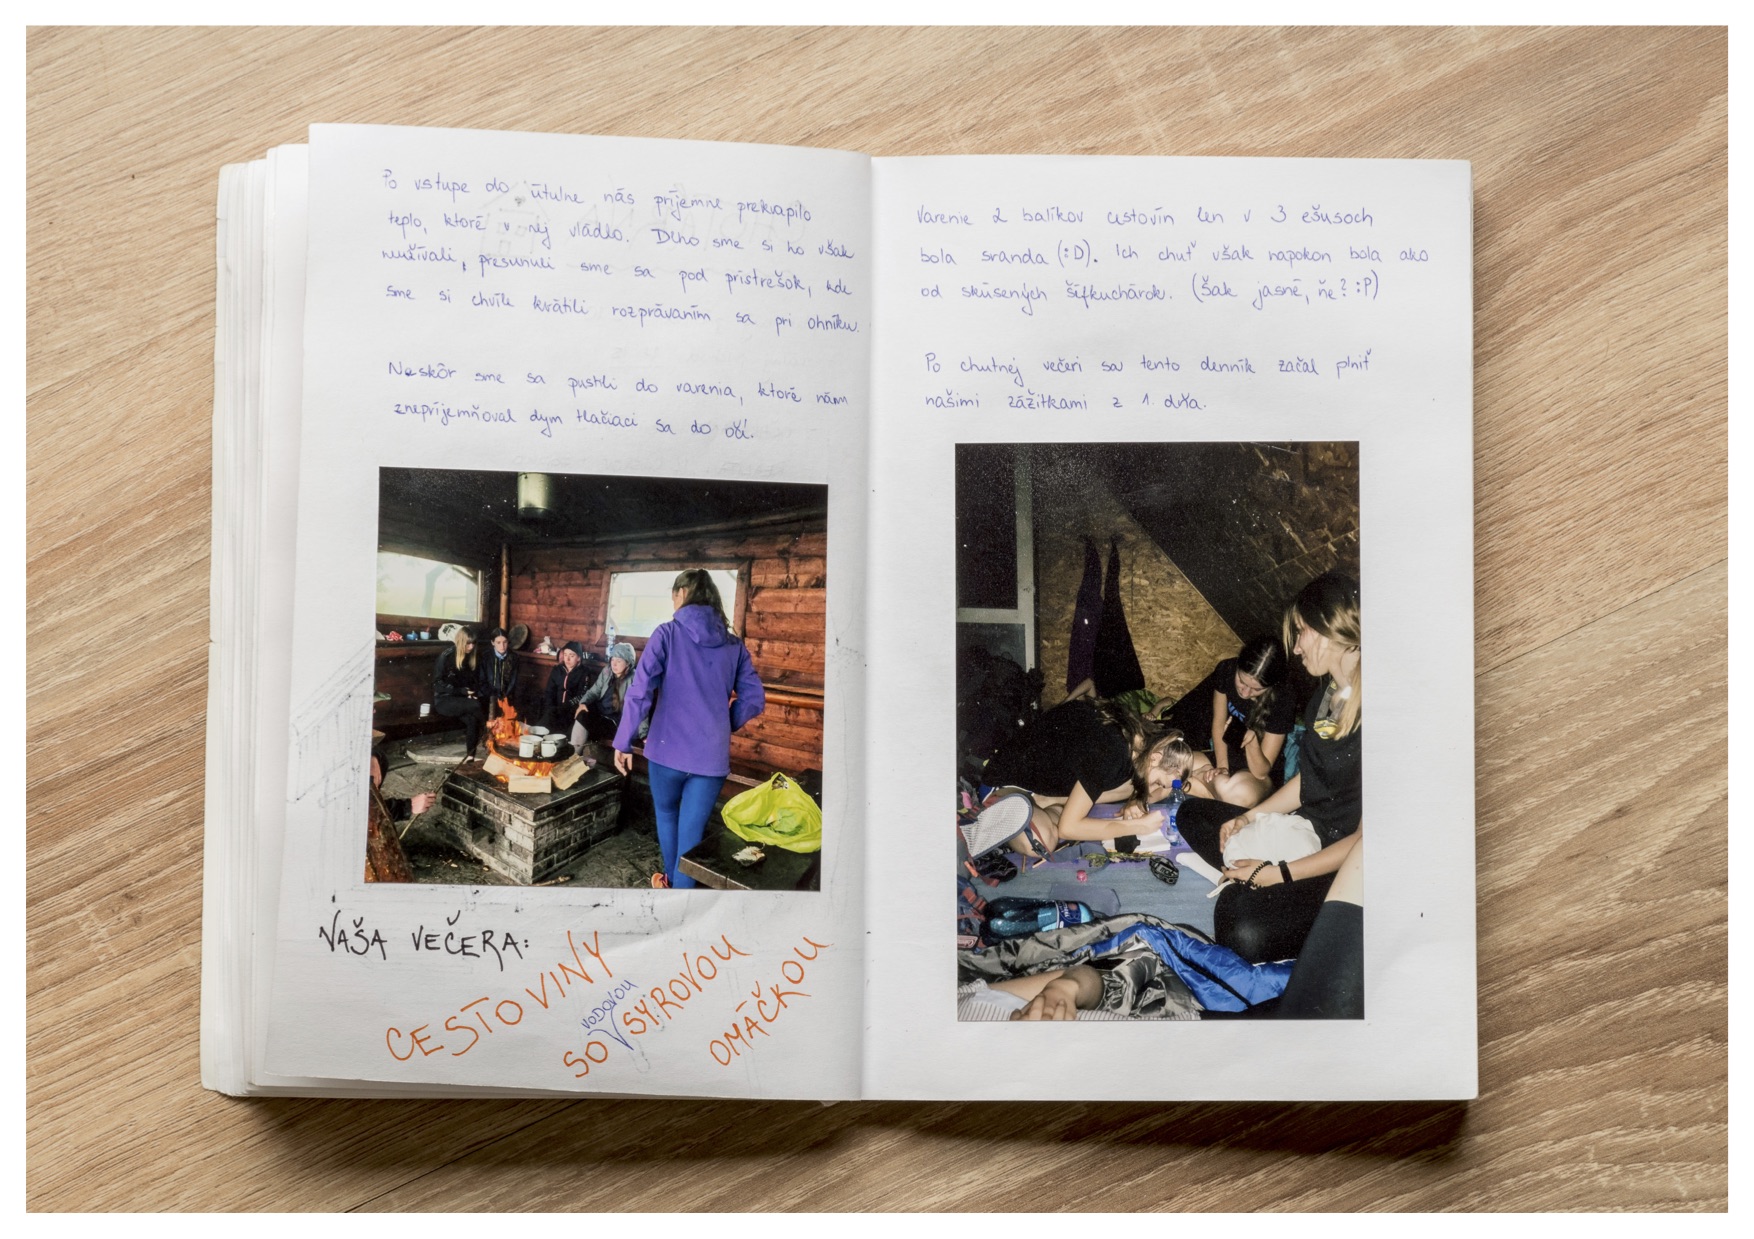 Po vstupe do útulne nás príjemne prekvapilo
teplo, ktoré v nej vládlo. Dlho sme si ho však
neužívali, presunuli sme sa pod prístrešok, kde
sme si chvíle krátili rozprávaním sa pri ohníku.
Neskôr sme sa pustili do varenia, ktoré nám
znepríjemňoval dym tlačiaci sa do očí.
VAŠA VEČERA:
CESTOVINY
SO VODOVOU SYROVOU
OMÁČKOU
Varenie 2 balíkov cestovín len v 3 ešusoch
bola sranda (:D). Ich chuť však napokon bola ako
od skúsených šéfkuchárok. (Šak jasné, ňe? :P)
Po chutnej večeri sa tento denník začal plniť
našimi zážitkami z 1. dňa.